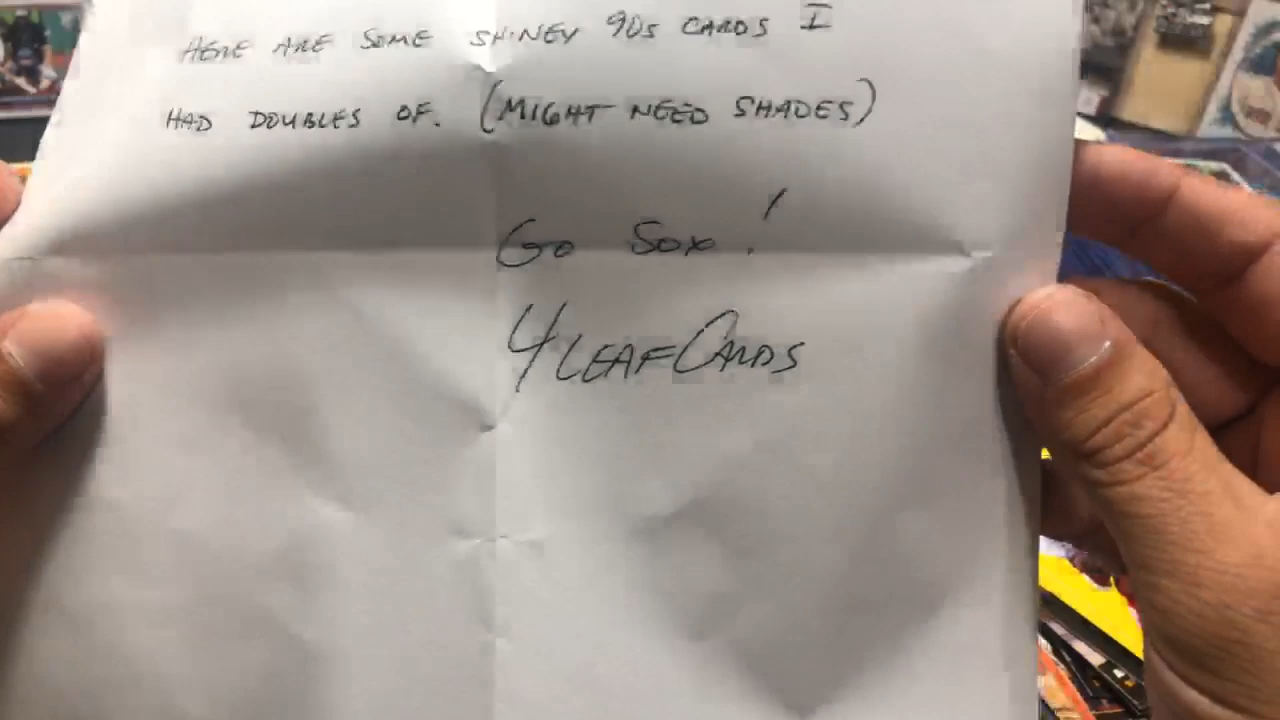 HERE ARE SOME SHINEY 90s CARDS I
HAD DOUBLES OF. (MIGHT NEED SHADES)
Go Sox!
4LEAFCARDS